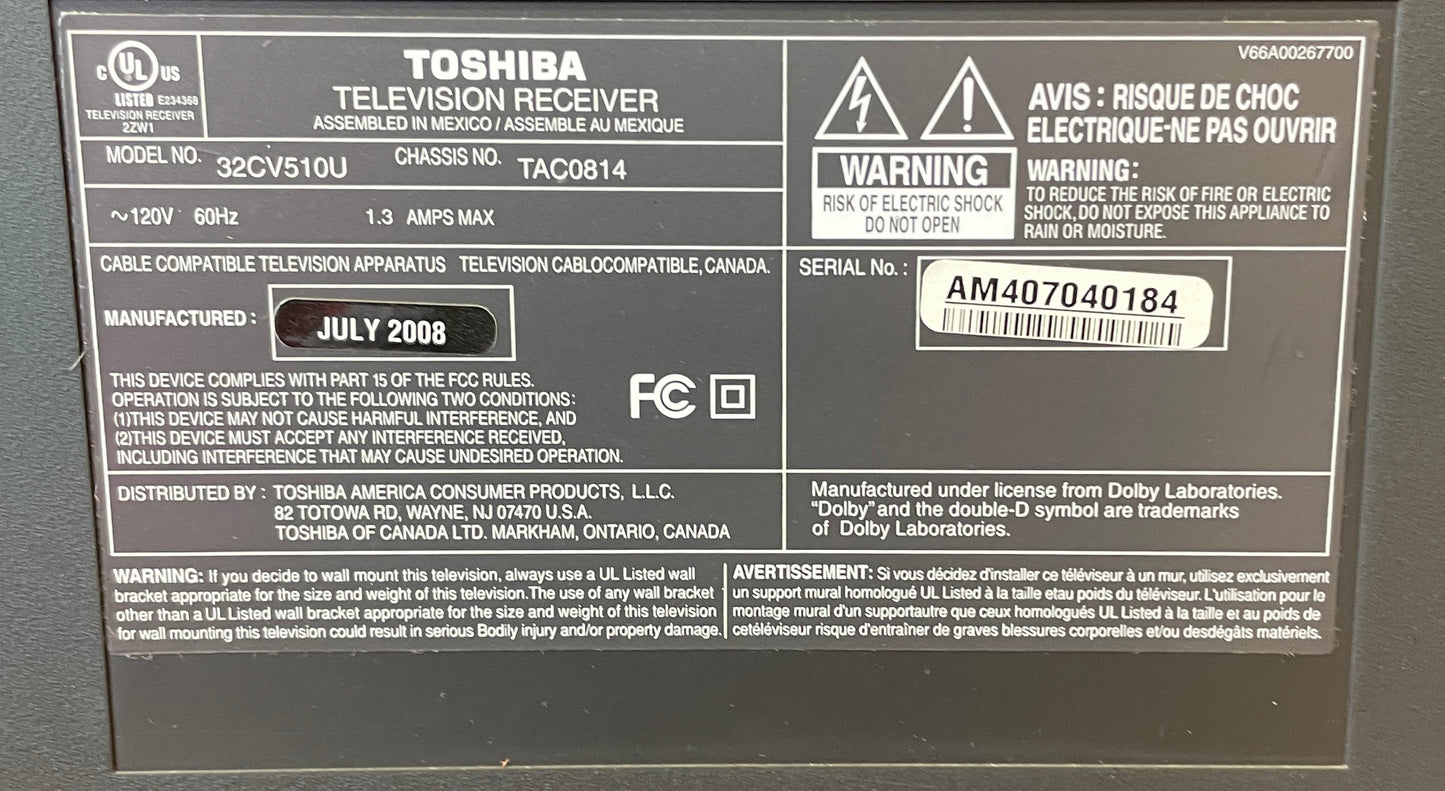 V66A00267700
C UL US
LISTED E234368
TELEVISION RECEIVER
2ZW1
TOSHIBA
TELEVISION RECEIVER
ASSEMBLED IN MEXICO / ASSEMBLE AU MEXIQUE
MODEL NO. 32CV510U CHASSIS NO. TAC0814
~120V 60Hz 1.3 AMPS MAX
AVIS : RISQUE DE CHOC
ELECTRIQUE-NE PAS OUVRIR
WARNING
RISK OF ELECTRIC SHOCK
DO NOT OPEN
WARNING:
TO REDUCE THE RISK OF FIRE OR ELECTRIC
SHOCK, DO NOT EXPOSE THIS APPLIANCE TO
RAIN OR MOISTURE.
CABLE COMPATIBLE TELEVISION APPARATUS TELEVISION CABLOCOMPATIBLE, CANADA.
MANUFACTURED : JULY 2008
SERIAL No. : AM407040184
THIS DEVICE COMPLIES WITH PART 15 OF THE FCC RULES.
OPERATION IS SUBJECT TO THE FOLLOWING TWO CONDITIONS:
(1)THIS DEVICE MAY NOT CAUSE HARMFUL INTERFERENCE, AND
(2)THIS DEVICE MUST ACCEPT ANY INTERFERENCE RECEIVED,
INCLUDING INTERFERENCE THAT MAY CAUSE UNDESIRED OPERATION.
FC
DISTRIBUTED BY : TOSHIBA AMERICA CONSUMER PRODUCTS, L.L.C.
82 TOTOWA RD, WAYNE, NJ 07470 U.S.A.
TOSHIBA OF CANADA LTD. MARKHAM, ONTARIO, CANADA
Manufactured under license from Dolby Laboratories.
"Dolby"and the double-D symbol are trademarks
of Dolby Laboratories.
WARNING: If you decide to wall mount this television, always use a UL Listed wall
bracket appropriate for the size and weight of this television.The use of any wall bracket
other than a UL Listed wall bracket appropriate for the size and weight of this television
for wall mounting this television could result in serious Bodily injury and/or property damage.
AVERTISSEMENT: Si vous décidez d'installer ce téléviseur à un mur, utilisez exclusivement
un support mural homologué UL Listed à la taille etau poids du téléviseur. L'utilisation pour le
montage mural d'un supportautre que ceux homologués UL Listed à la taille et au poids de
cetéléviseur risque d'entraîner de graves blessures corporelles et/ou desdégâts matériels.